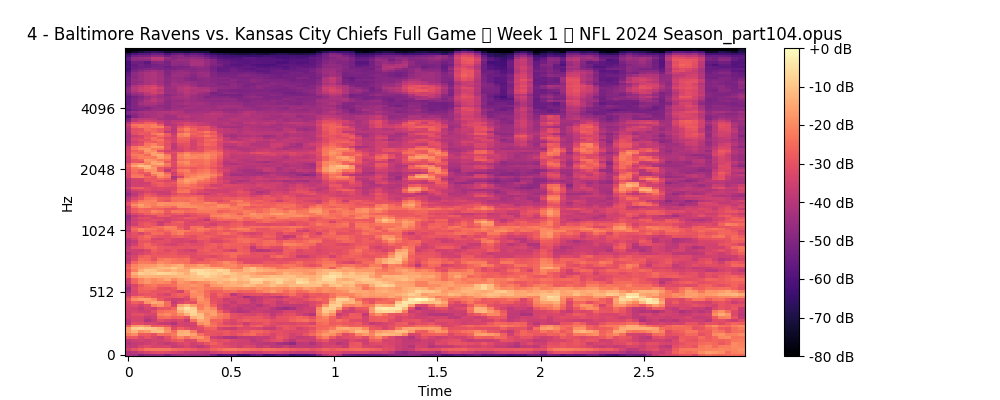 4 - Baltimore Ravens vs. Kansas City Chiefs Full Game ▯ Week 1 ▯ NFL 2024 Season_part104.opus
+0 dB
-10 dB
-20 dB
-30 dB
-40 dB
-50 dB
-60 dB
-70 dB
-80 dB
4096
2048
1024
512
0
Hz
0
0.5
1
1.5
2
2.5
Time